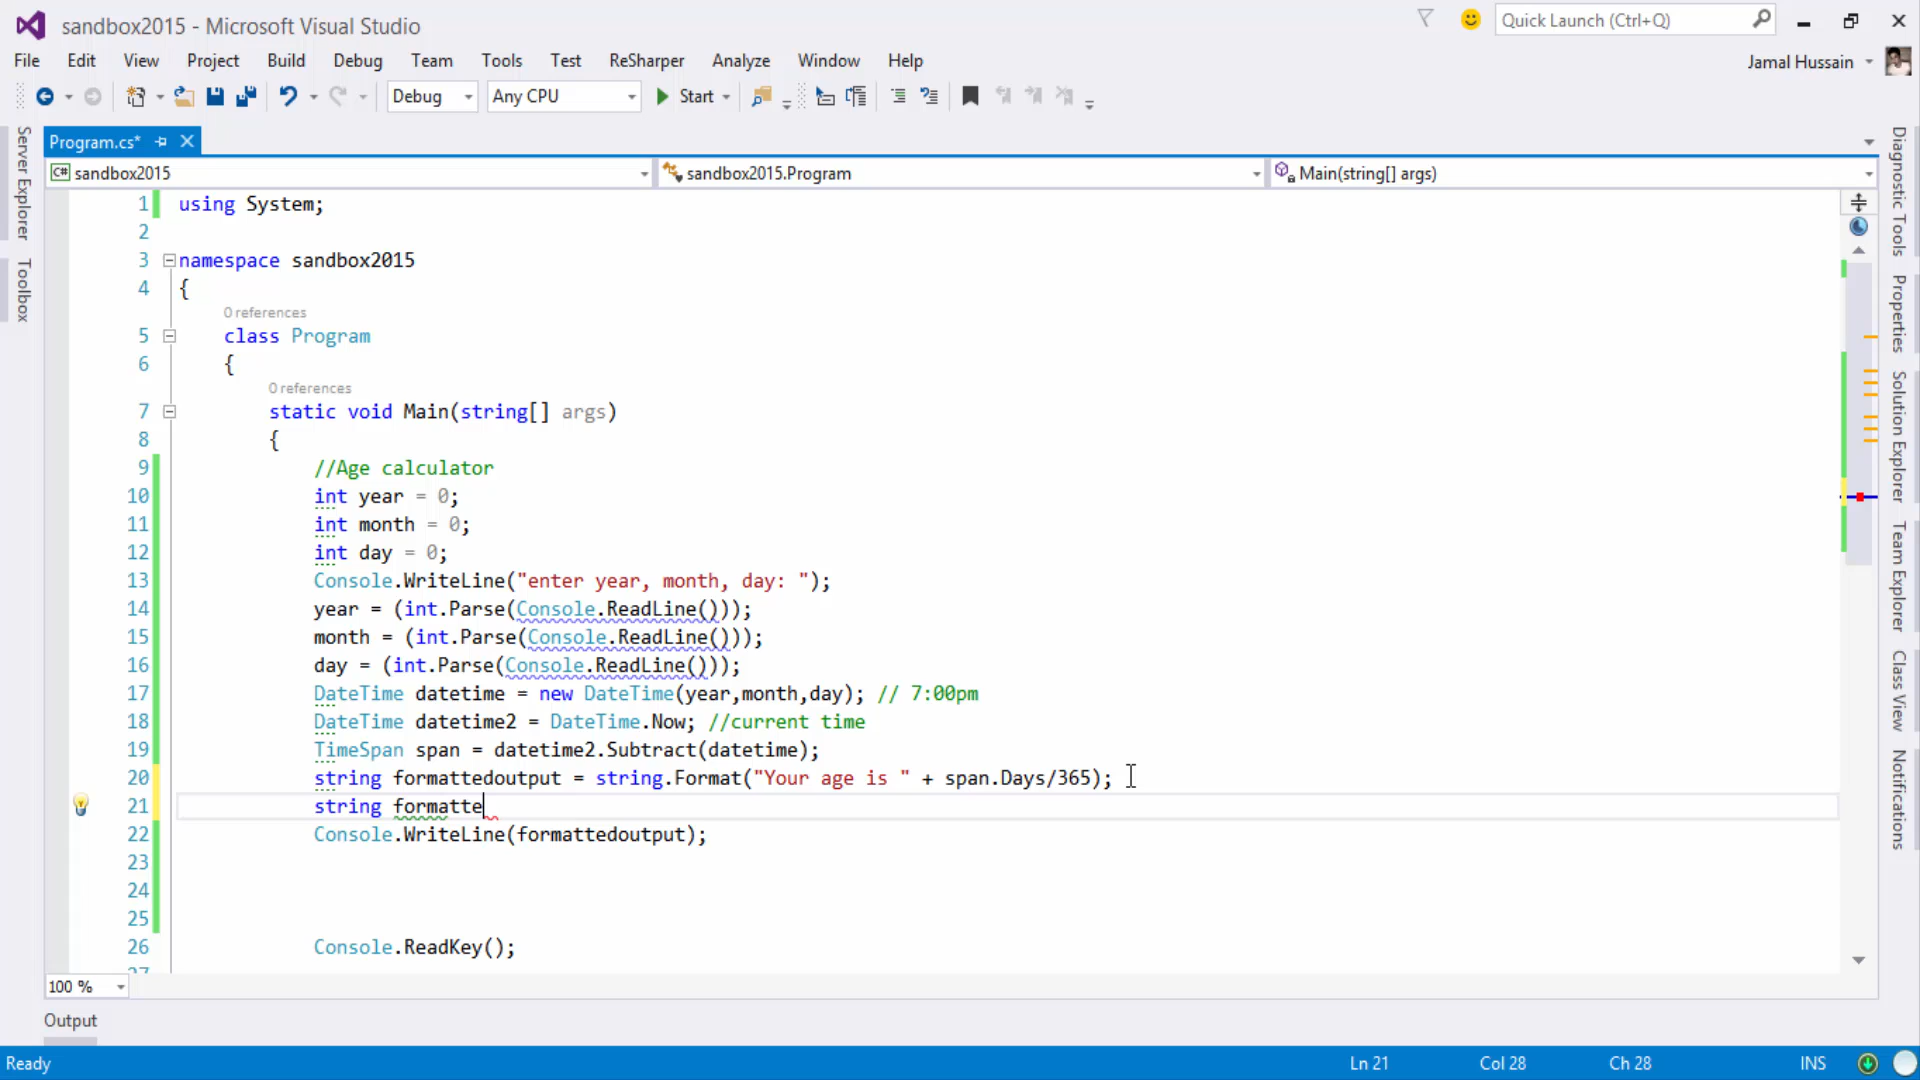 sandbox2015 - Microsoft Visual Studio
Quick Launch (Ctrl+Q)
File Edit View Project Build Debug Team Tools Test ReSharper Analyze Window Help
Jamal Hussain
Debug Any CPU Start
Server Explorer
Toolbox
Program.cs*
sandbox2015 sandbox2015.Program Main(string[] args)
1 using System;
2
3 namespace sandbox2015
4 {
0 references
5 class Program
6 {
0 references
7 static void Main(string[] args)
8 {
9 //Age calculator
10 int year = 0;
11 int month = 0;
12 int day = 0;
13 Console.WriteLine("enter year, month, day: ");
14 year = (int.Parse(Console.ReadLine()));
15 month = (int.Parse(Console.ReadLine()));
16 day = (int.Parse(Console.ReadLine()));
17 DateTime datetime = new DateTime(year,month,day); // 7:00pm
18 DateTime datetime2 = DateTime.Now; //current time
19 TimeSpan span = datetime2.Subtract(datetime);
20 string formattedoutput = string.Format("Your age is " + span.Days/365);
21 string formatte
22 Console.WriteLine(formattedoutput);
23
24
25
26 Console.ReadKey();
27
100 %
Diagnostic Tools
Properties
Solution Explorer
Team Explorer
Class View
Notifications
Output
Ready Ln 21 Col 28 Ch 28 INS